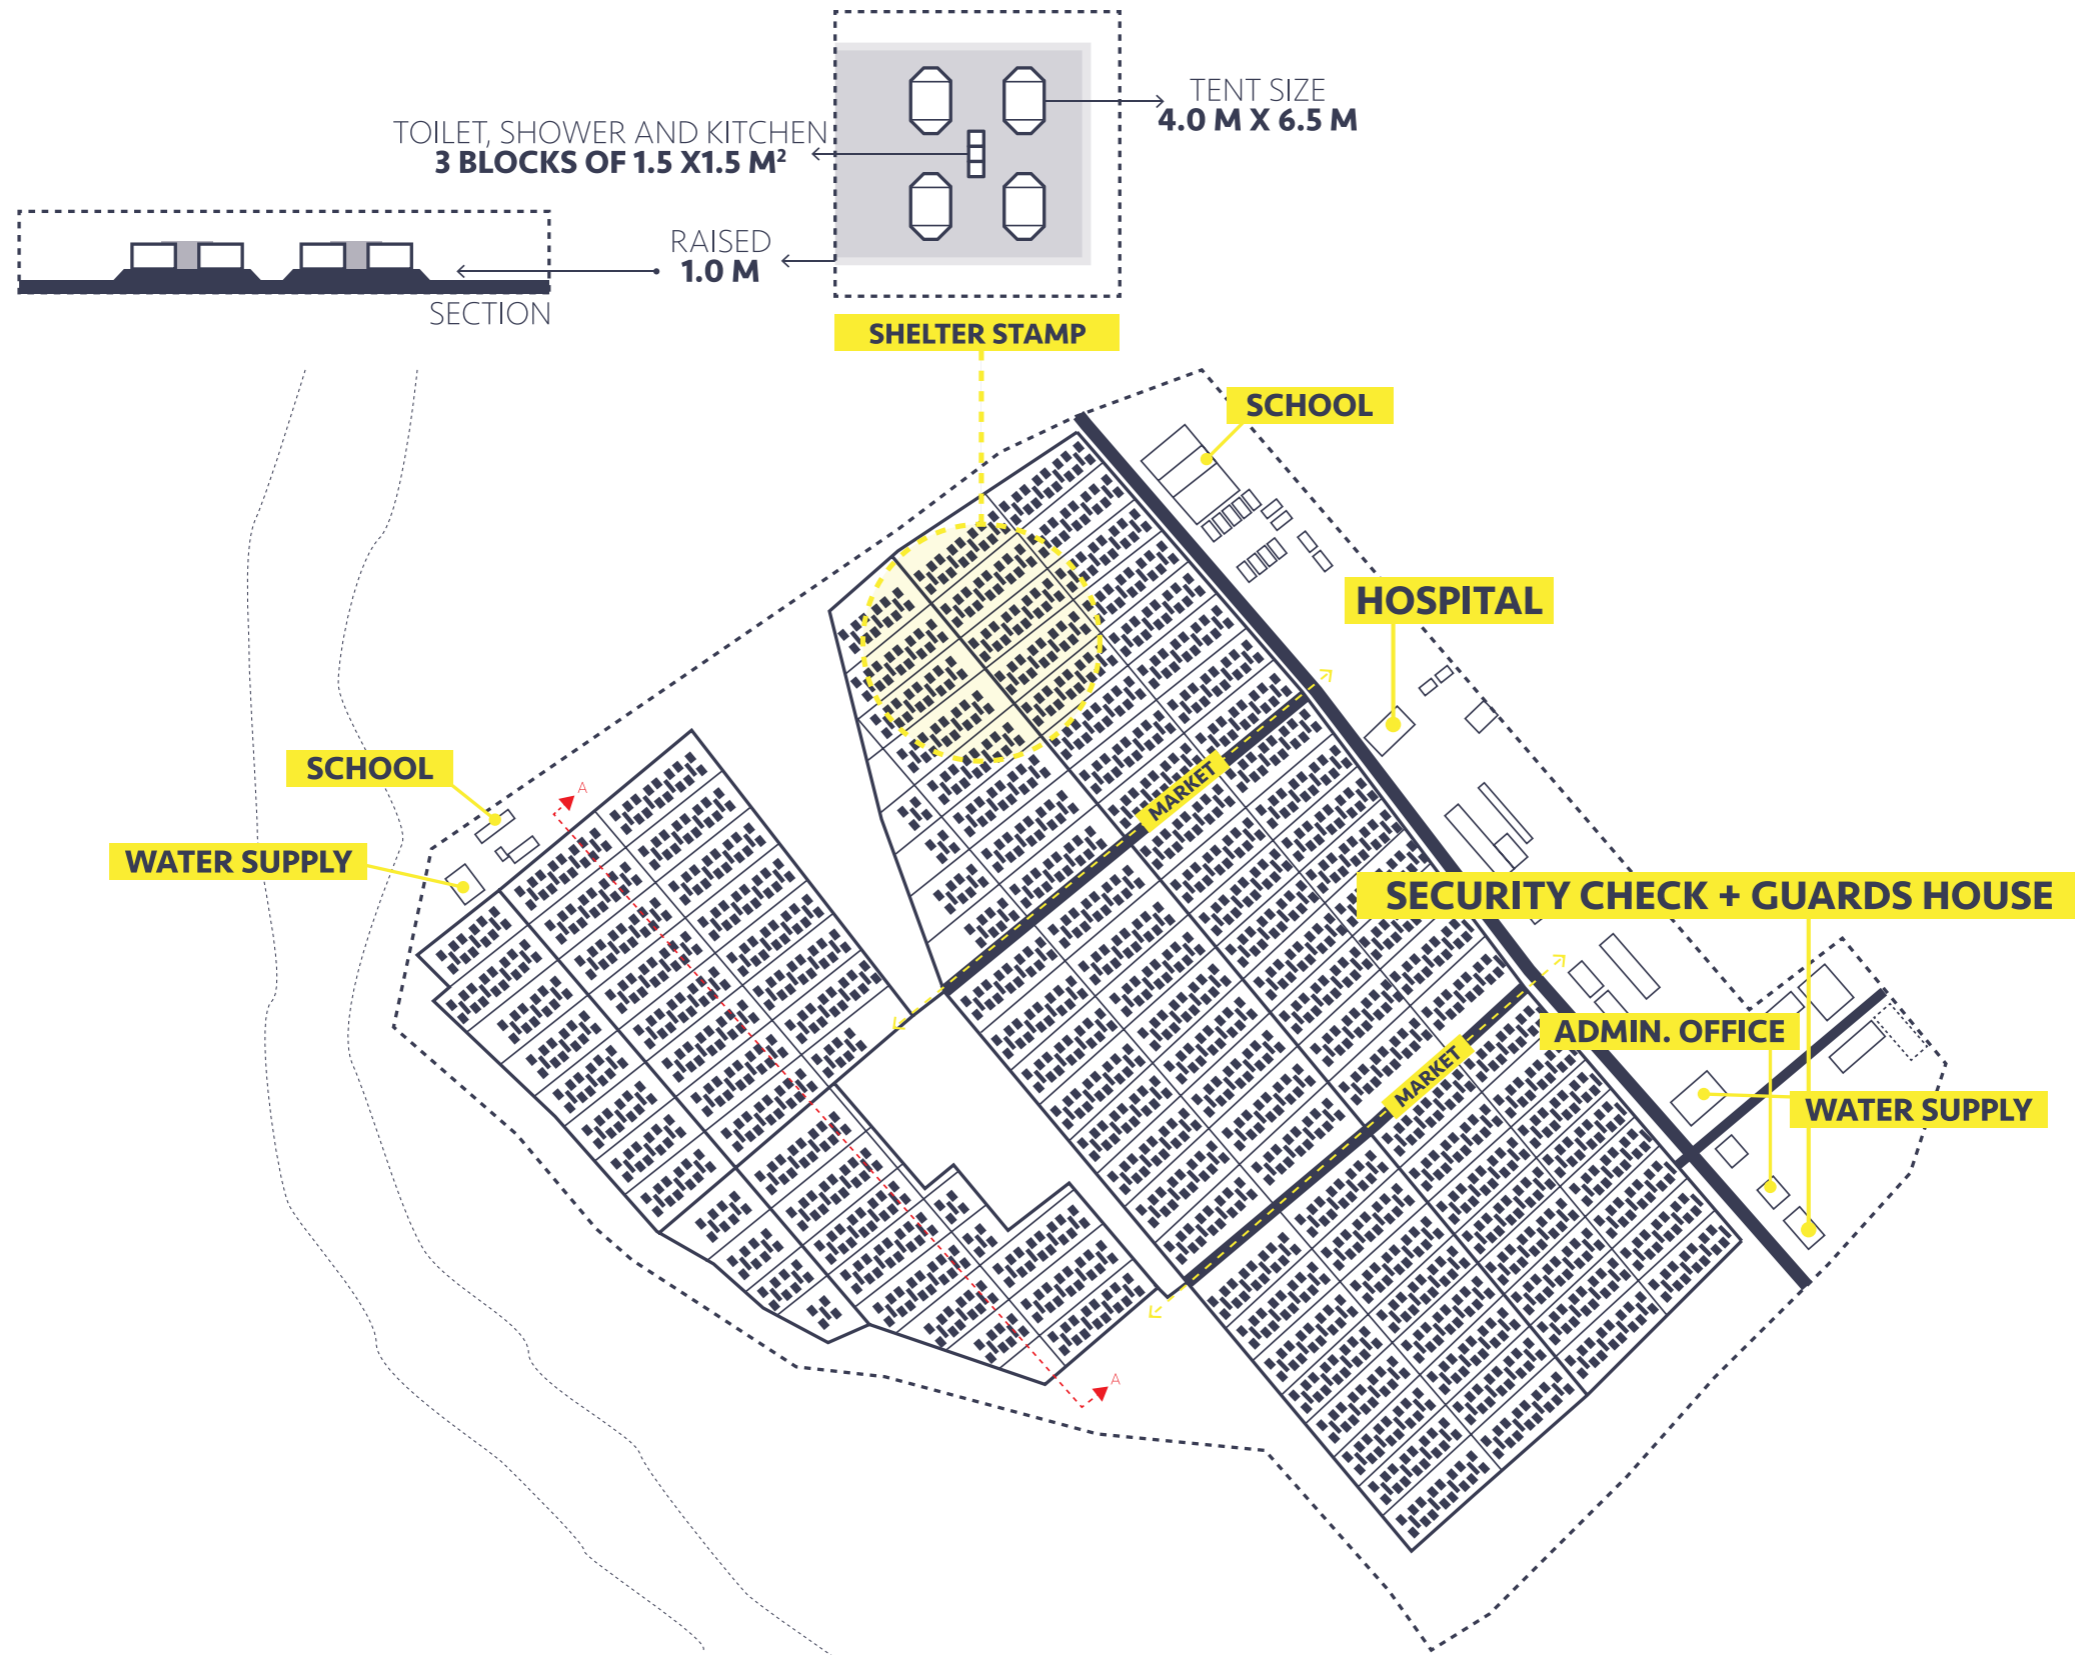 TENT SIZE
4.0 M X 6.5 M
TOILET, SHOWER AND KITCHEN
3 BLOCKS OF 1.5 X1.5 M²
RAISED
1.0 M
SECTION
SHELTER STAMP
SCHOOL
HOSPITAL
MARKET
SCHOOL
A
WATER SUPPLY
SECURITY CHECK + GUARDS HOUSE
ADMIN. OFFICE
MARKET
WATER SUPPLY
A